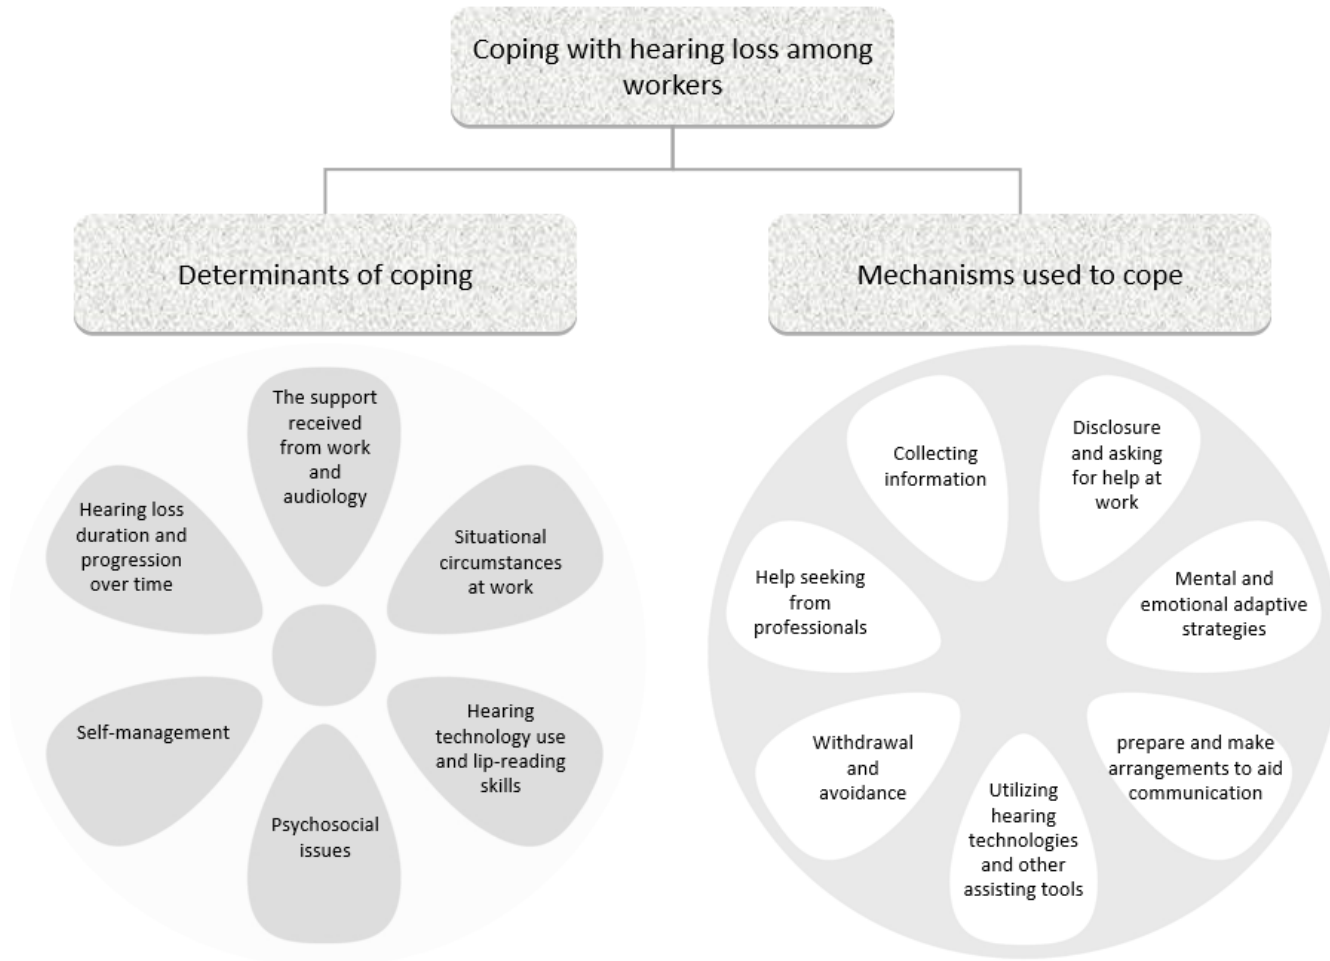 Coping with hearing loss among
workers
Determinants of coping
Mechanisms used to cope
The support
received
from work
and
audiology
Situational
circumstances
at work
Hearing
technology use
and lip-reading
skills
Psychosocial
issues
Self-management
Hearing loss
duration and
progression
over time
Disclosure
and asking
for help at
work
Mental and
emotional adaptive
strategies
prepare and make
arrangements to aid
communication
Utilizing
hearing
technologies
and other
assisting tools
Withdrawal
and
avoidance
Help seeking
from
professionals
Collecting
information